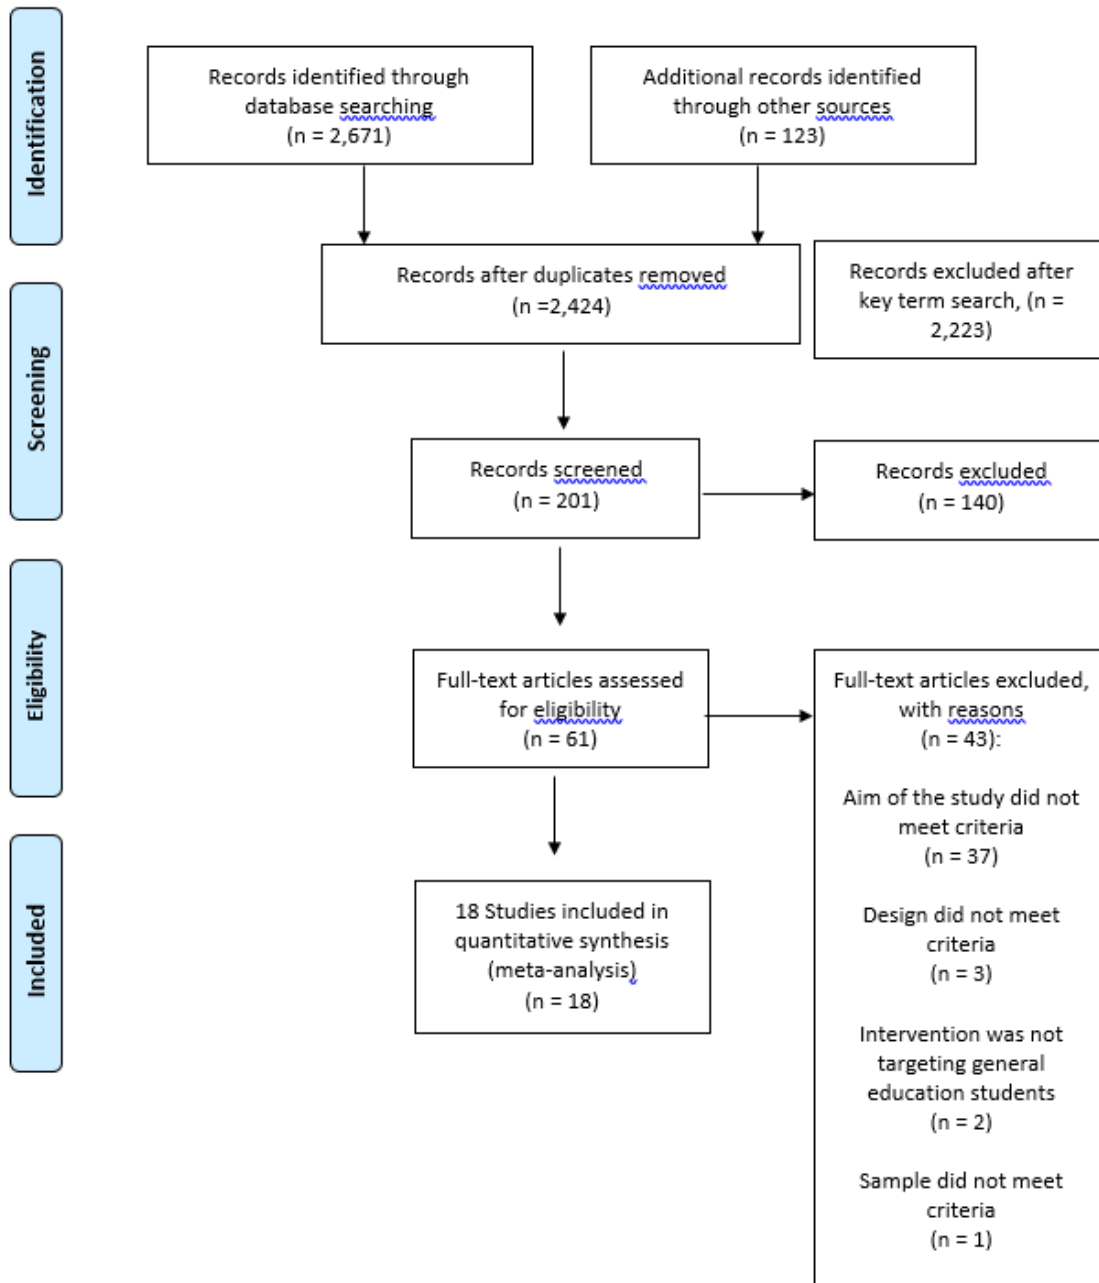 Identification
Records identified through
database searching
(n = 2,671)
Additional records identified
through other sources
(n = 123)
Records after duplicates removed
(n =2,424)
Records excluded after
key term search, (n =
2,223)
Screening
Records screened
(n = 201)
Records excluded
(n = 140)
Eligibility
Full-text articles assessed
for eligibility
(n = 61)
Full-text articles excluded,
with reasons
(n = 43):
Aim of the study did not
meet criteria
(n = 37)
Design did not meet
criteria
(n = 3)
Intervention was not
targeting general
education students
(n = 2)
Sample did not meet
criteria
(n = 1)
Included
18 Studies included in
quantitative synthesis
(meta-analysis)
(n = 18)